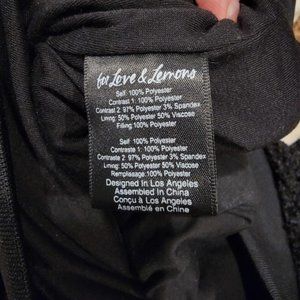 for Love & Lemons
Self: 100% Polyester
Contrast 1: 100% Polyester
Contrast 2: 97% Polyester 3% Spandex
Lining: 50% Polyester 50% Viscose
Filling:100% Polyester
Self: 100% Polyester
Contraste 1: 100% Polyester
Contraste 2: 97% Polyester 3% Spandex
Lining: 50% Polyester 50% Viscose
Remplissage:100% Polyester
Designed in Los Angeles
Assembled in China
Conçu à Los Angeles
Assemblé en Chine